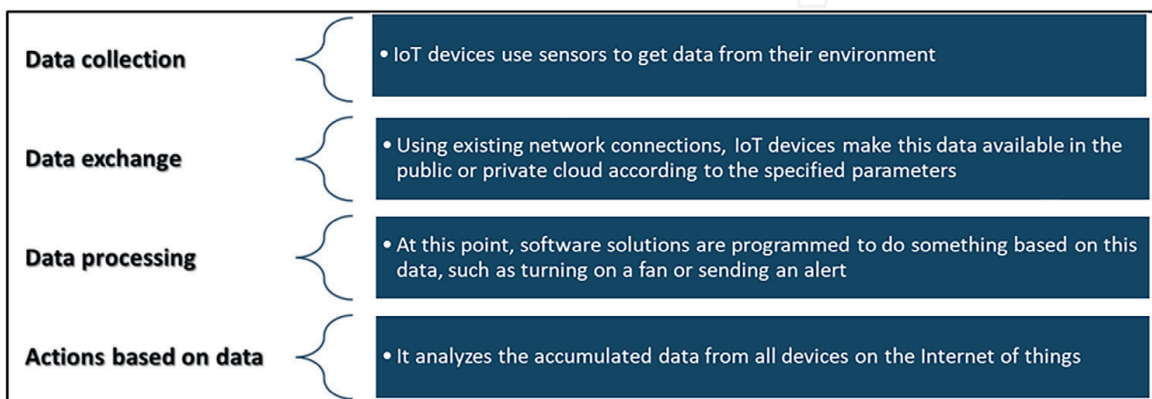 Data collection
• IoT devices use sensors to get data from their environment
Data exchange
• Using existing network connections, IoT devices make this data available in the
public or private cloud according to the specified parameters
Data processing
• At this point, software solutions are programmed to do something based on this
data, such as turning on a fan or sending an alert
Actions based on data
• It analyzes the accumulated data from all devices on the Internet of things